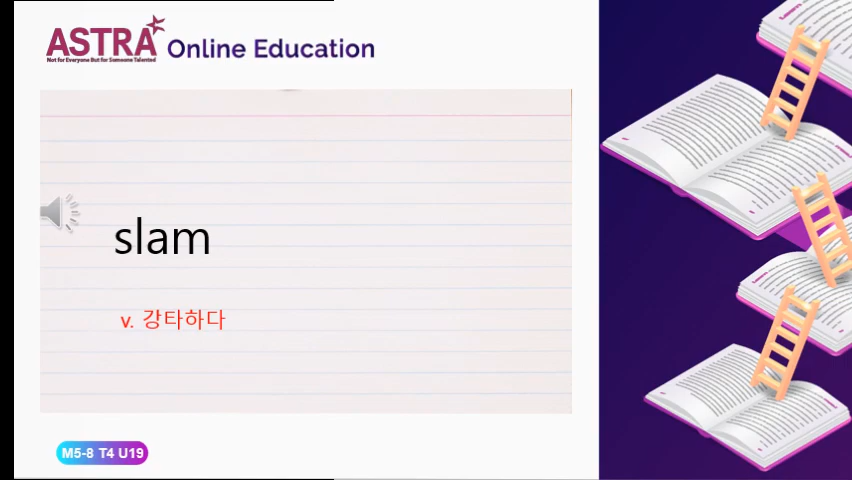 ASTRA Online Education
Not for Everyone But for Someone Talented
slam
v. 강타하다
M5-8 T4 U19